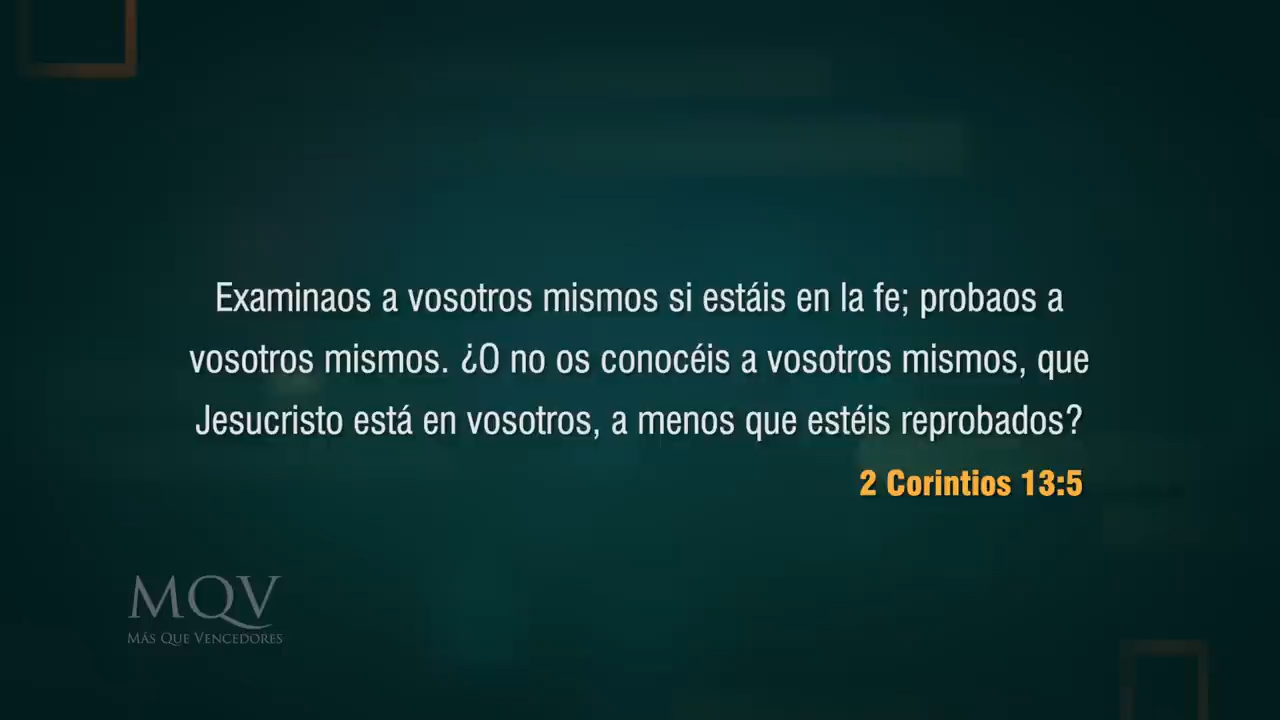 Examinaos a vosotros mismos si estáis en la fe; probaos a
vosotros mismos. ¿O no os conocéis a vosotros mismos, que
Jesucristo está en vosotros, a menos que estéis reprobados?
2 Corintios 13:5
MQV
MÁS QUE VENCEDORES